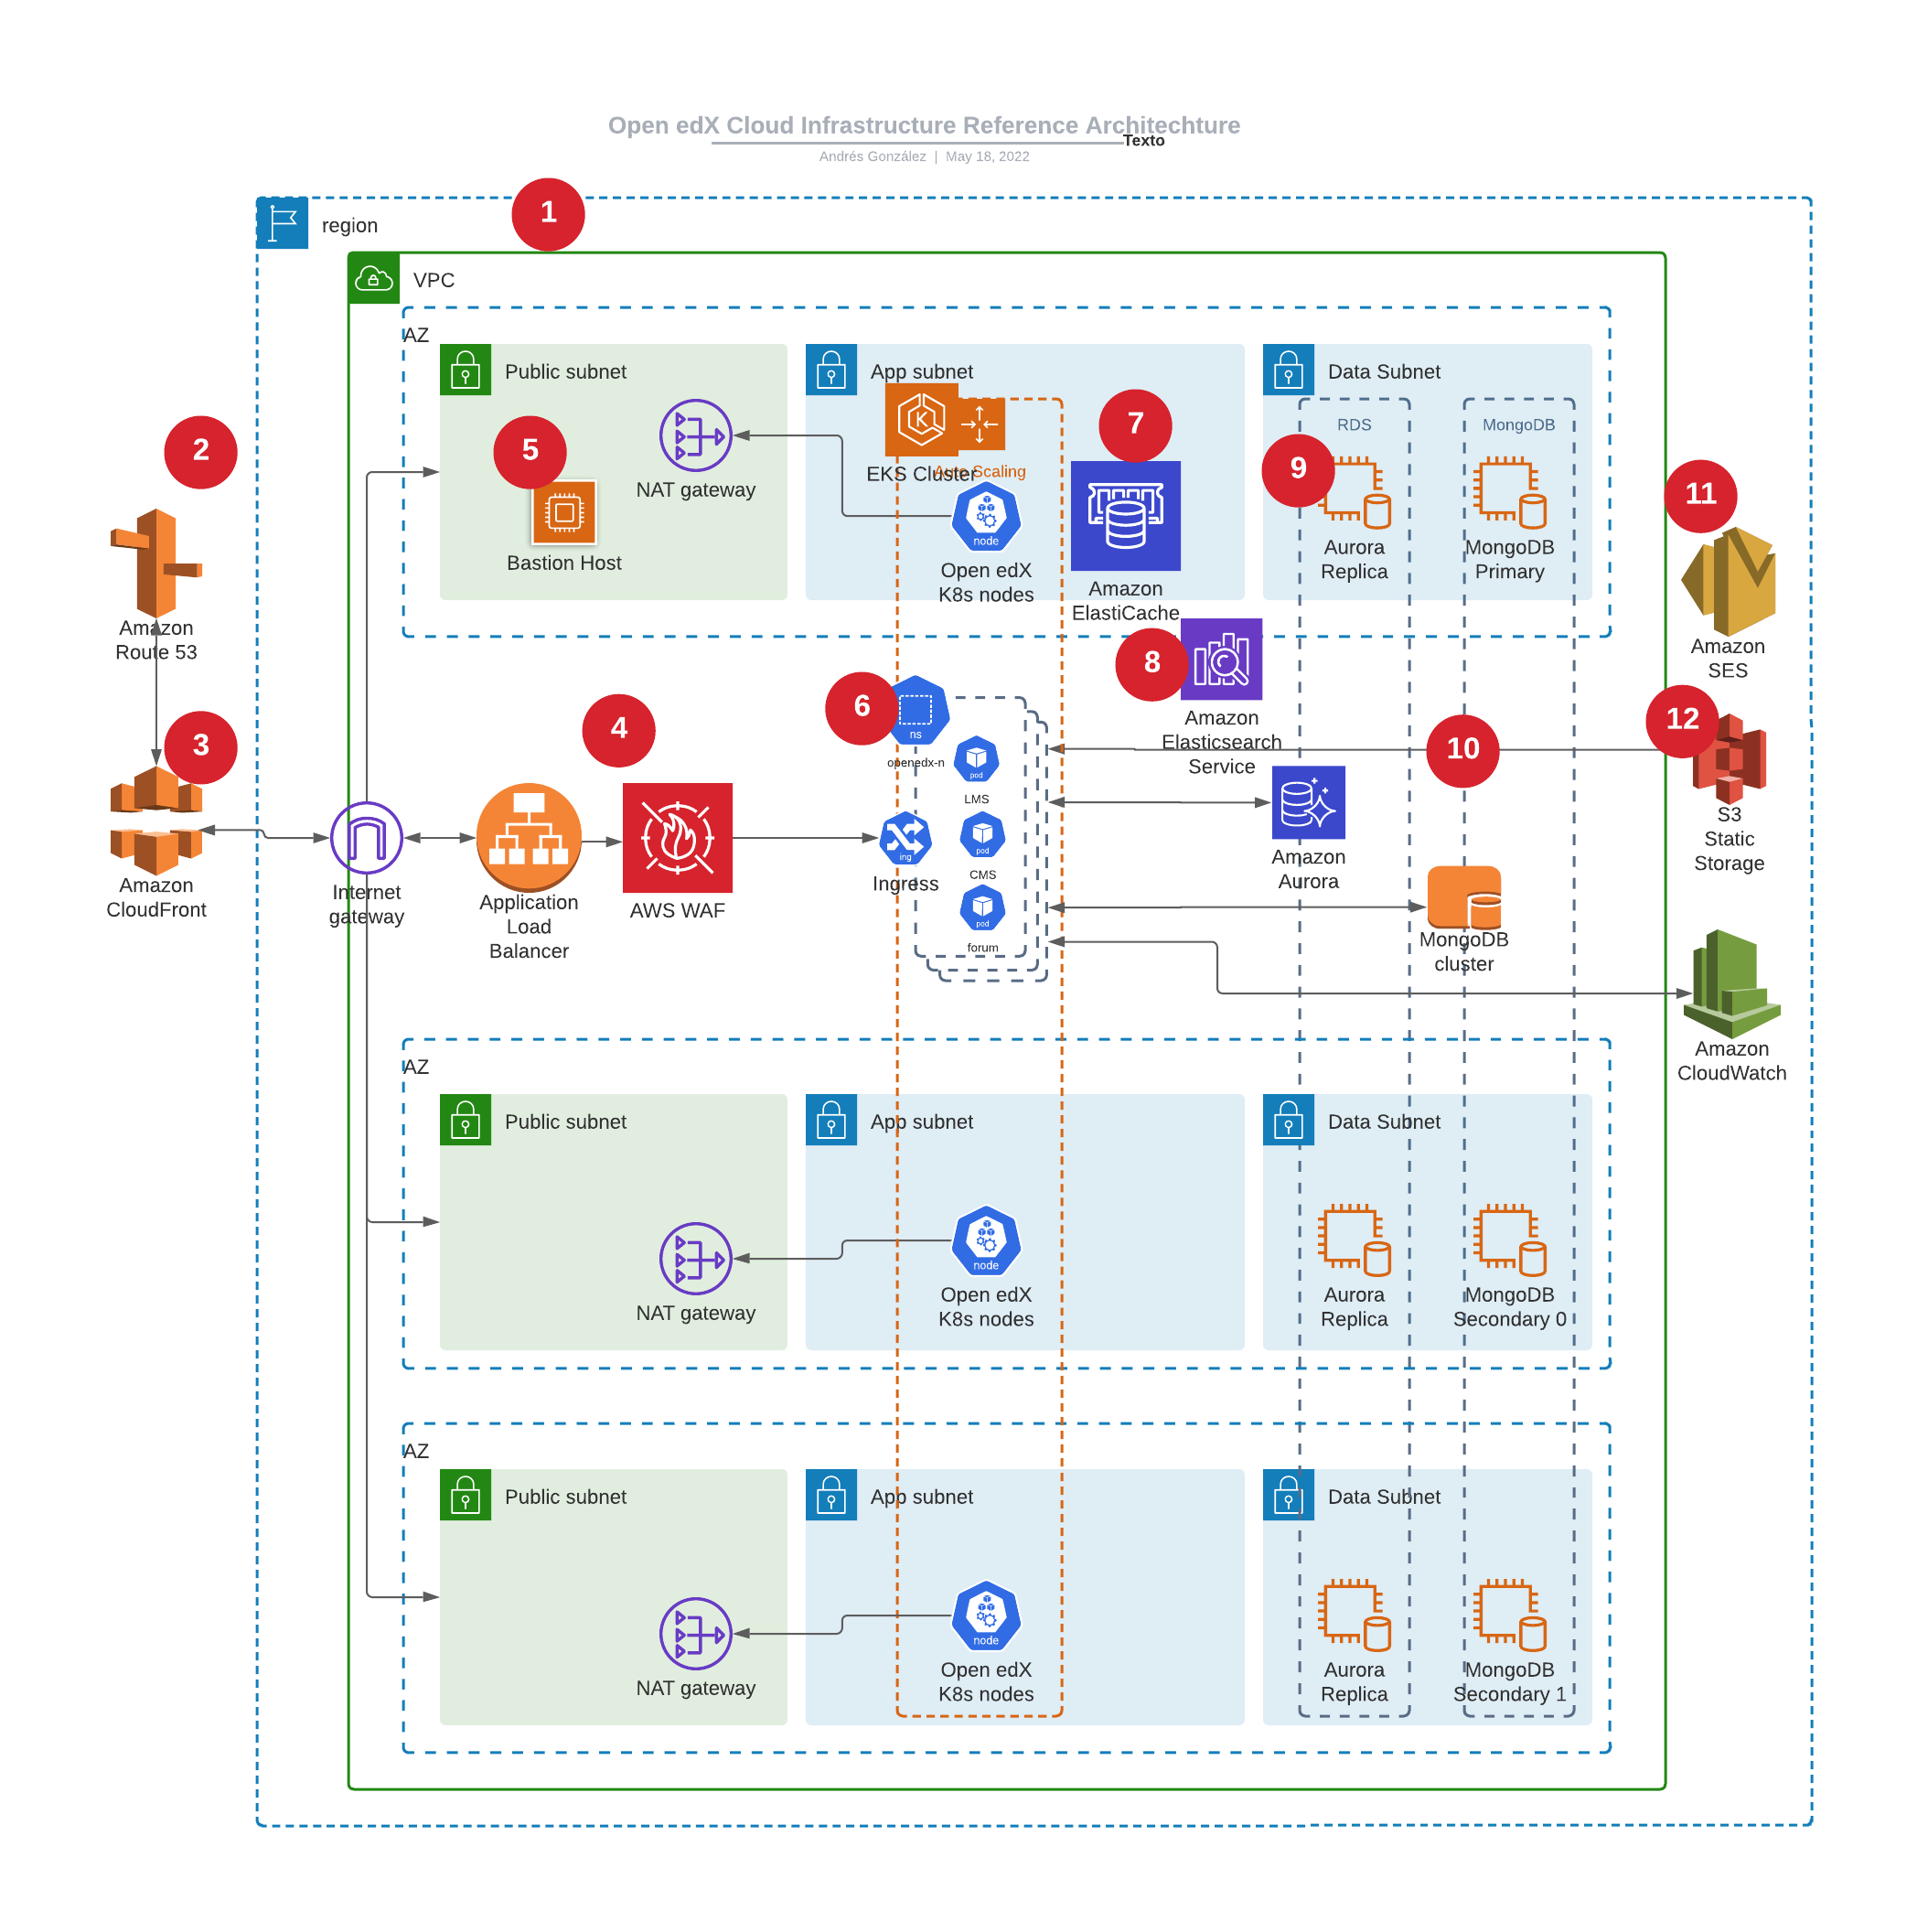 Open edX Cloud Infrastructure Reference Architechture
Texto
Andrés González | May 18, 2022
1
region
VPC
AZ
Public subnet
App subnet
Data Subnet
2
5
NAT gateway
Bastion Host
EKS Cluster
Auto Scaling
node
Open edX
K8s nodes
7
Amazon
ElastiCache
RDS
MongoDB
9
Aurora
Replica
MongoDB
Primary
11
Amazon
SES
Amazon
Route 53
3
Amazon
CloudFront
Internet
gateway
Application
Load
Balancer
4
AWS WAF
6
ns
openedx-n
pod
LMS
ing
Ingress
pod
CMS
pod
forum
8
Amazon
Elasticsearch
Service
Amazon
Aurora
10
MongoDB
cluster
12
S3
Static
Storage
Amazon
CloudWatch
AZ
Public subnet
App subnet
Data Subnet
NAT gateway
node
Open edX
K8s nodes
Aurora
Replica
MongoDB
Secondary 0
AZ
Public subnet
App subnet
Data Subnet
NAT gateway
node
Open edX
K8s nodes
Aurora
Replica
MongoDB
Secondary 1